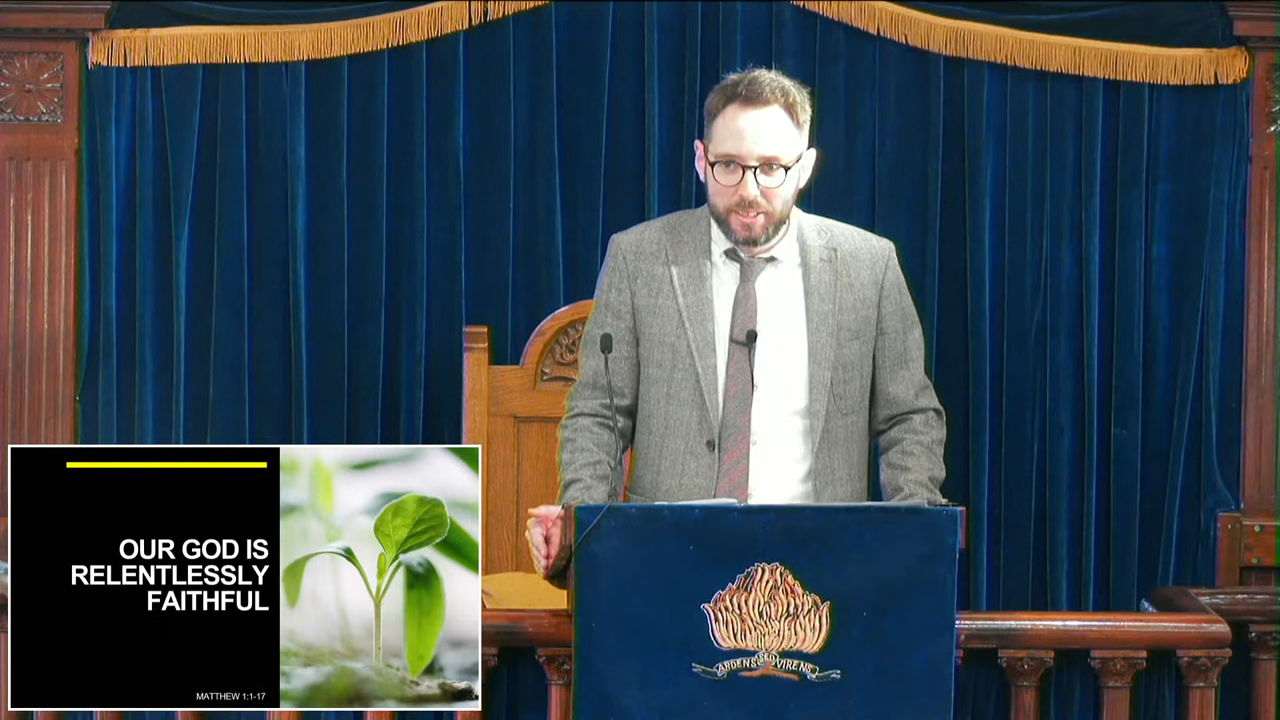 OUR GOD IS
RELENTLESSLY
FAITHFUL
MATTHEW 1:1-17
ARDENS SED VIRENS